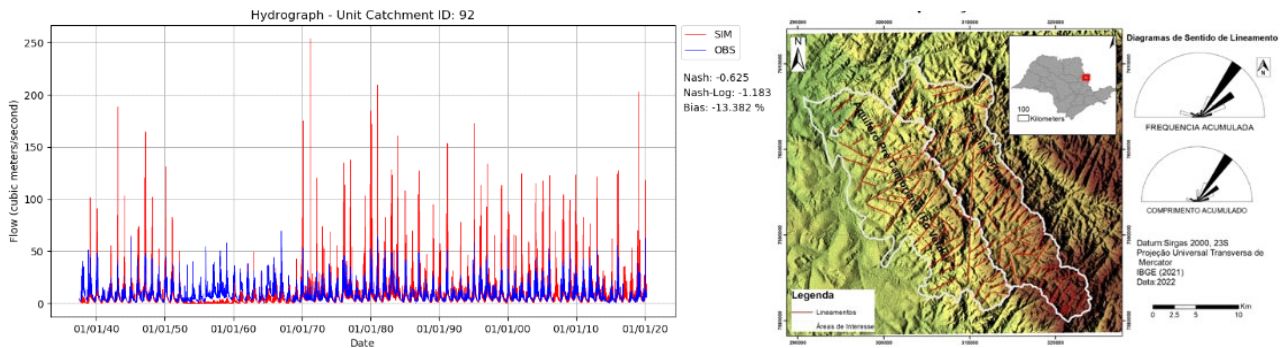 Hydrograph - Unit Catchment ID: 92
SIM
OBS
Nash: -0.625
Nash-Log: -1.183
Bias: -13.382 %
Flow (cubic meters/second)
250
200
150
100
50
0
01/01/40
01/01/50
01/01/60
01/01/70
01/01/80
01/01/90
01/01/00
01/01/10
01/01/20
Date
N
100
Kilometers
Aquífero Pré Cambriano
Legenda
Lineamentos
Áreas de Interesse
Diagramas de Sentido de Lineamento
N
FREQUENCIA ACUMULADA
COMPRIMENTO ACUMULADO
Datum:Sirgas 2000, 23S
Projeção Universal Transversa de
Mercator
IBGE (2021)
Data:2022
Km
0 2.5 5 10